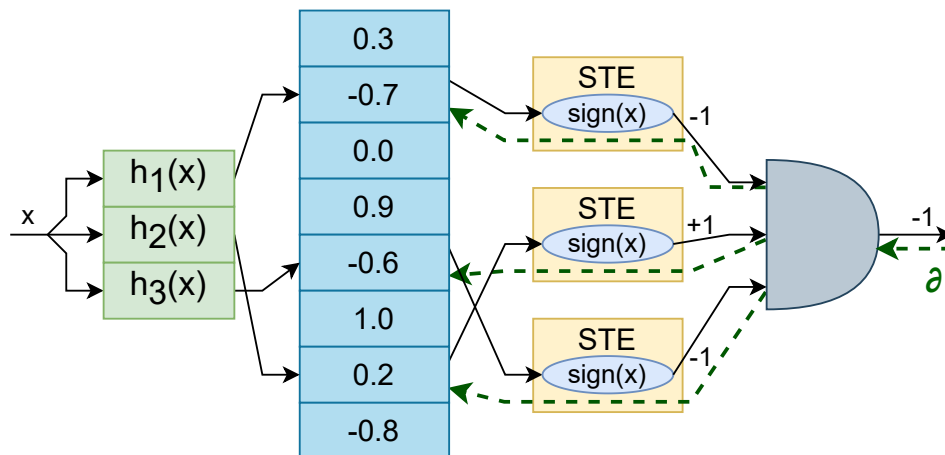 x
h1(x)
h2(x)
h3(x)
0.3
-0.7
0.0
0.9
-0.6
1.0
0.2
-0.8
STE
sign(x)
-1
STE
sign(x)
+1
STE
sign(x)
-1
-1
∂